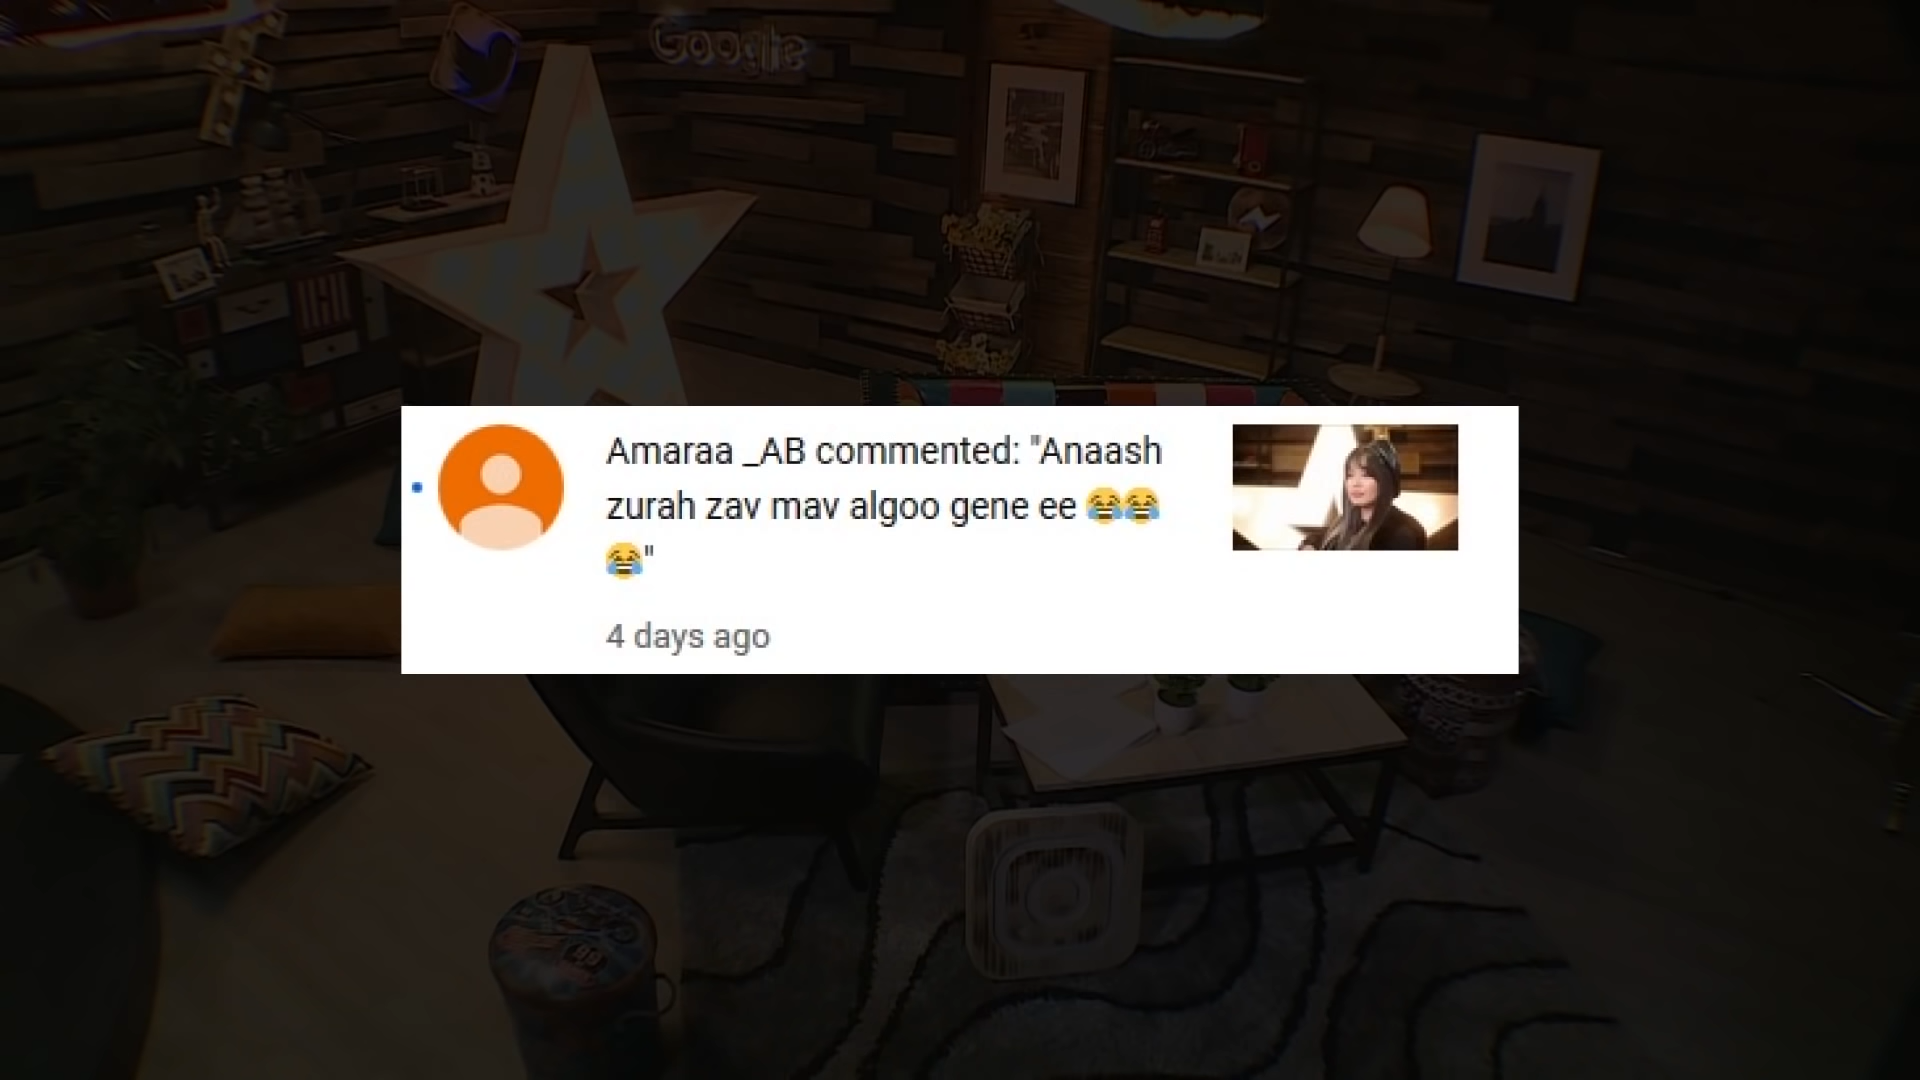 Google
Amaraa _AB commented: "Anaash
zurah zav mav algoo gene ee 😂😂
😂"
4 days ago